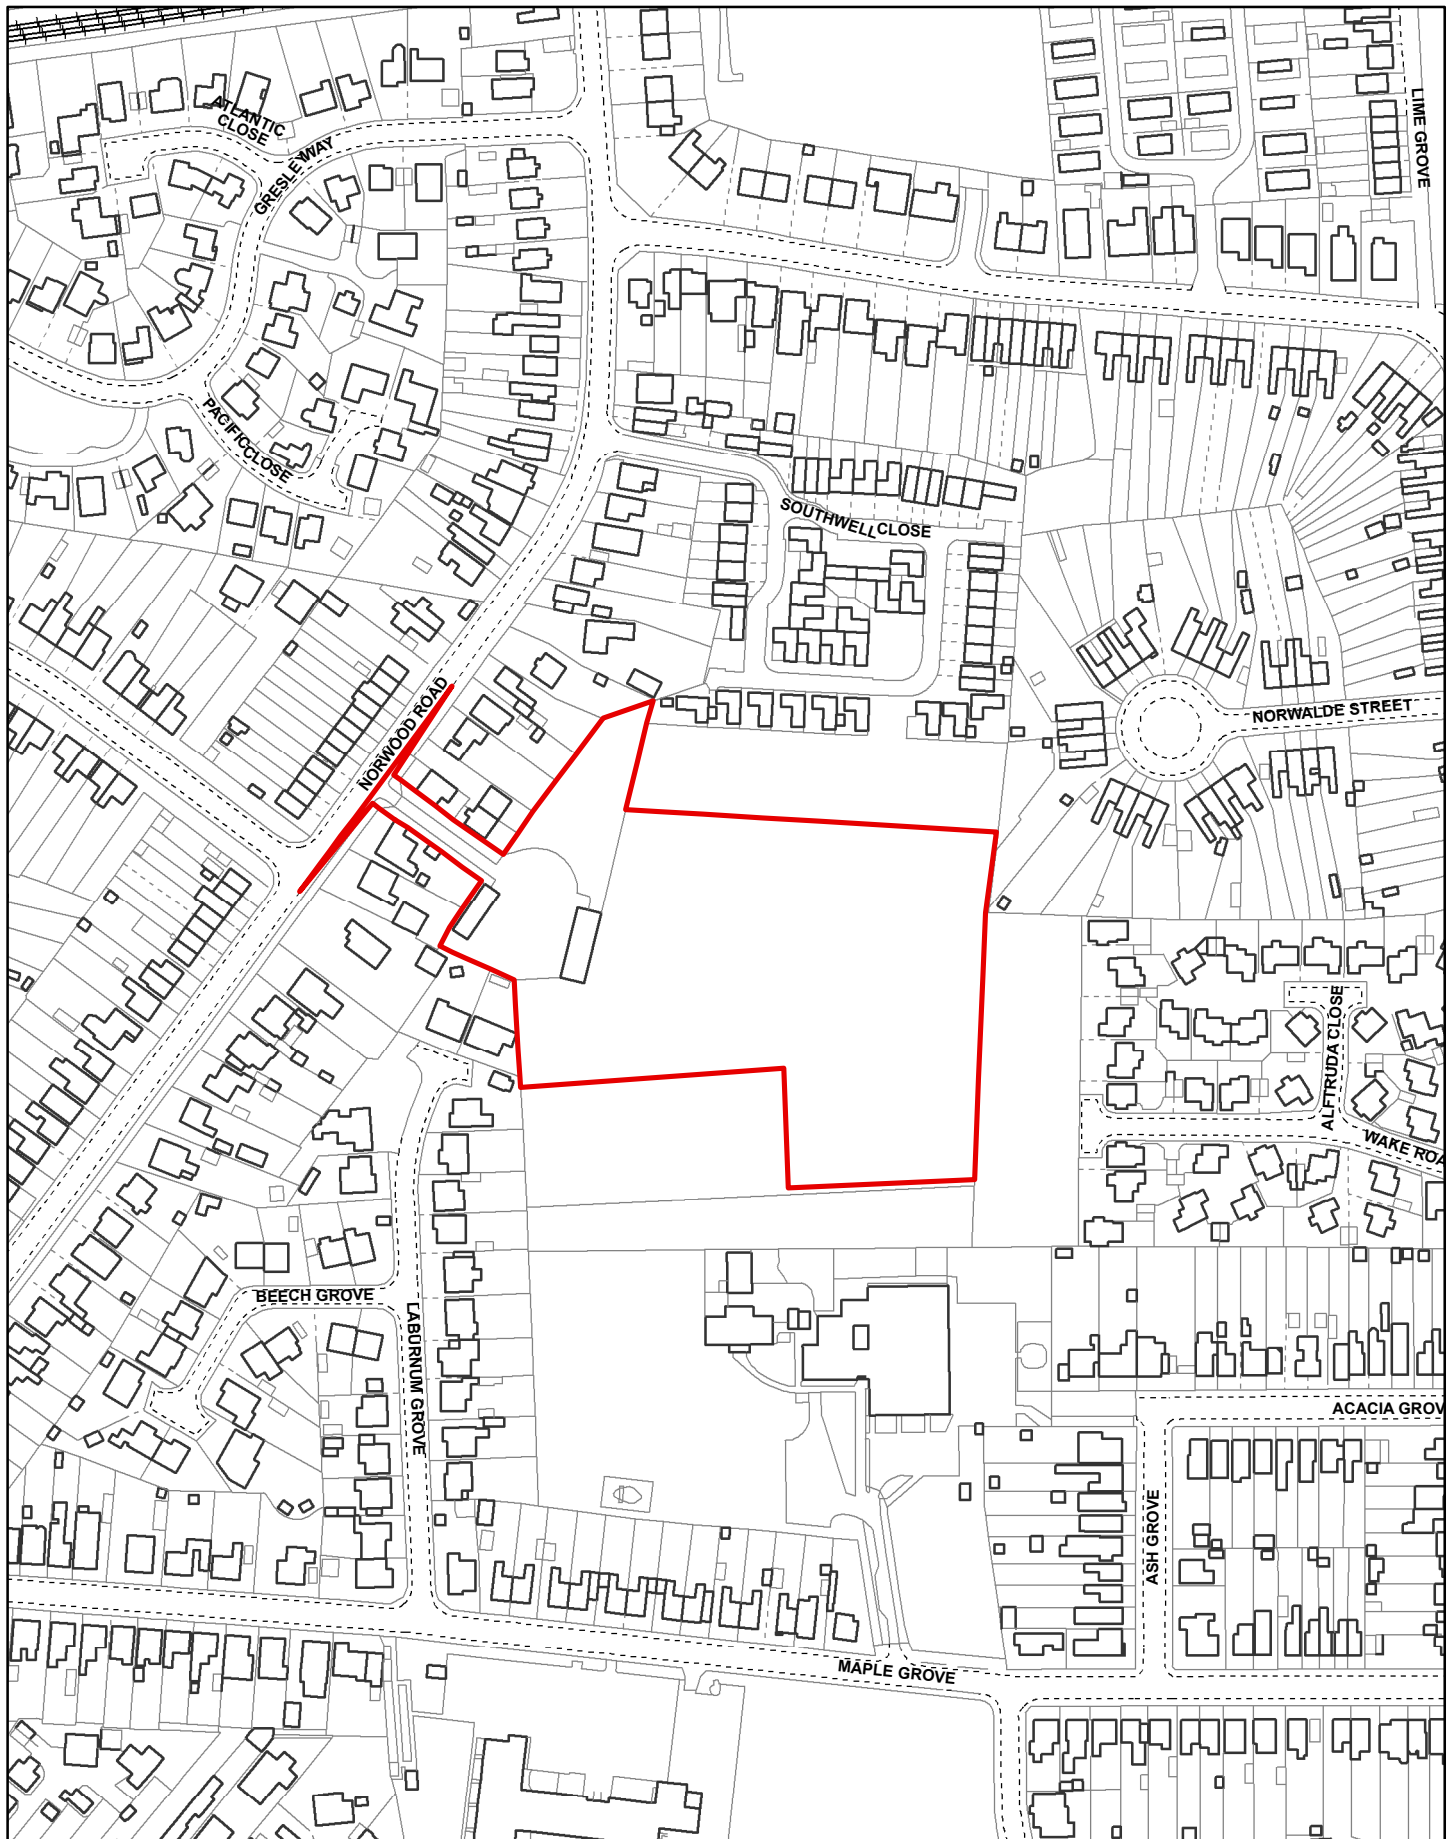 ATLANTIC
CLOSE
GRESLEY WAY
LIME GROVE
PACIFIC CLOSE
SOUTHWELL CLOSE
NORWOOD ROAD
NORWALDE STREET
ALFTRUDA CLOSE
WAKE ROA
BEECH GROVE
LABURNUM GROVE
ACACIA GROV
ASH GROVE
MAPLE GROVE